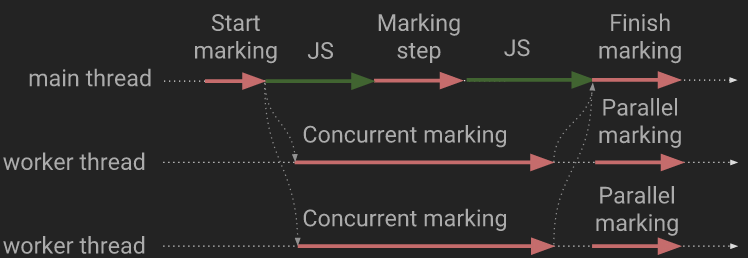 Start
marking
JS
Marking
step
JS
Finish
marking
main thread
Parallel
marking
Concurrent marking
worker thread
Parallel
marking
Concurrent marking
worker thread